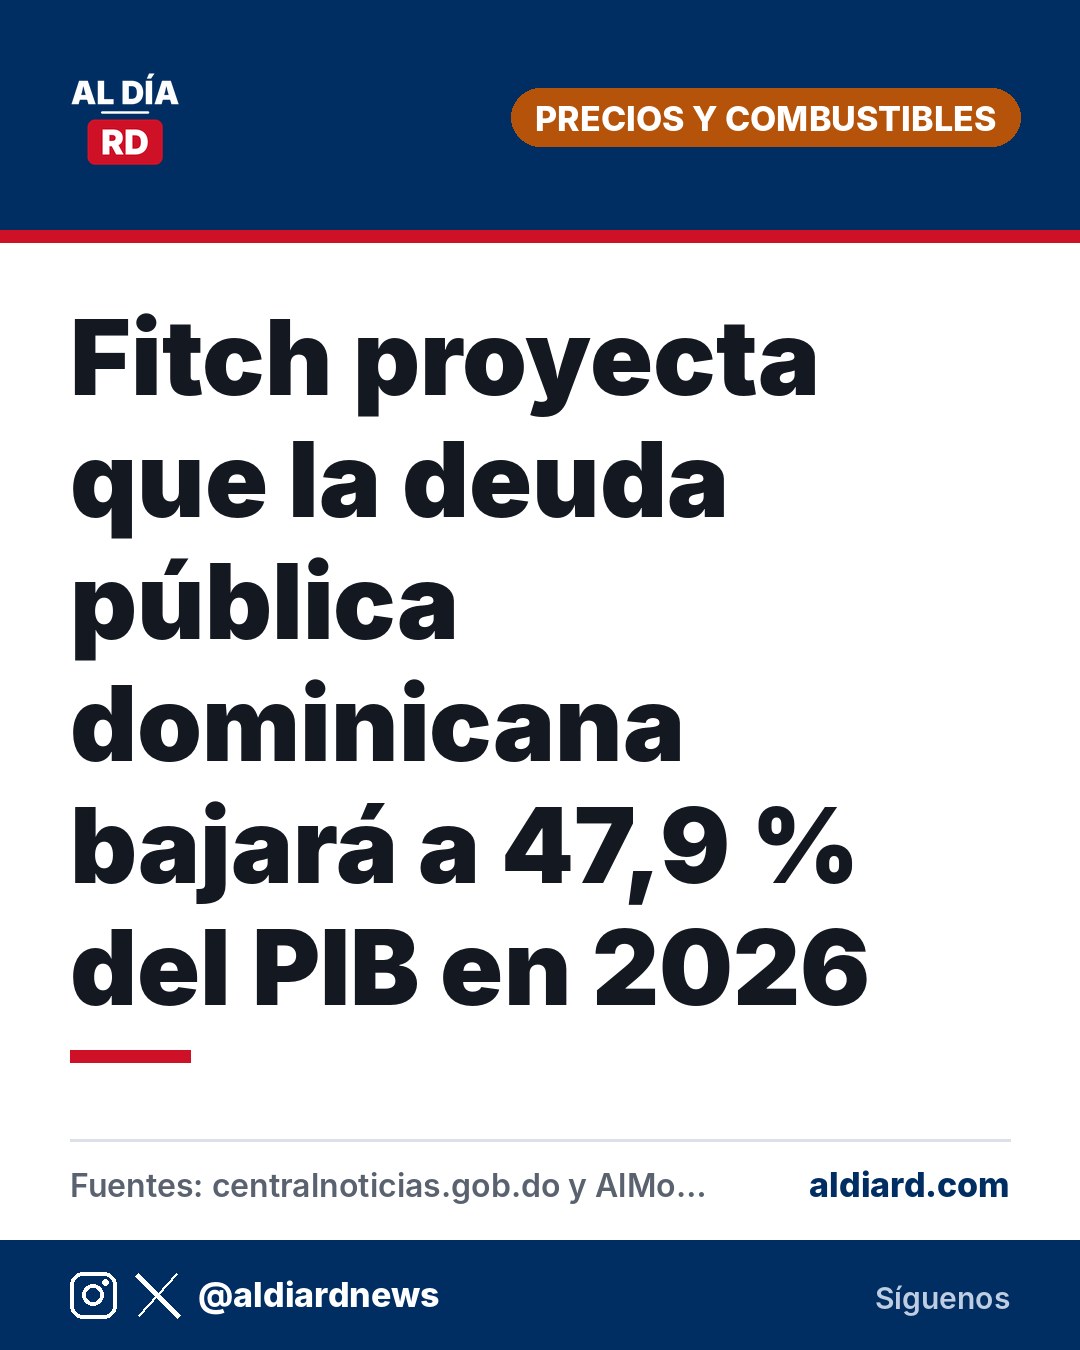 AL DÍA
RD
PRECIOS Y COMBUSTIBLES
Fitch proyecta
que la deuda
pública
dominicana
bajará a 47,9 %
del PIB en 2026
Fuentes: centralnoticias.gob.do y AlMo...
aldiard.com
@aldiardnews
Síguenos